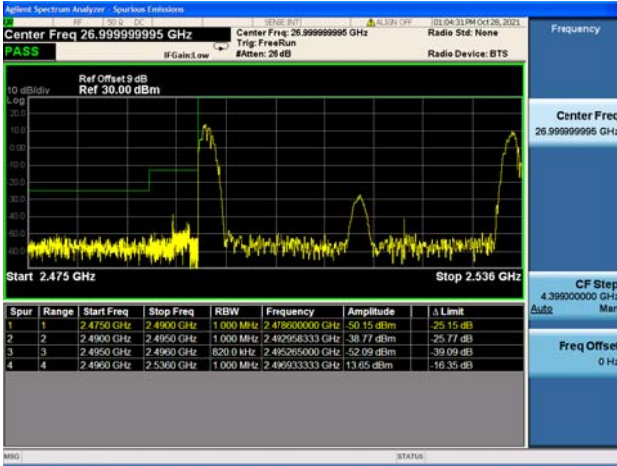 Agilent Spectrum Analyzer - Spurious Emissions
RF 50 Ω DC SENSE:INT ALIGN OFF 01:04:31 PM Oct 28, 2021
Center Freq 26.999999995 GHz
Center Freq: 26.999999995 GHz
Radio Std: None
Frequency
Trig: FreeRun
PASS
IFGain:Low
#Atten: 26 dB
Radio Device: BTS
Ref Offset 9 dB
10 dB/div Ref 30.00 dBm
Log
20.0
10.0
0.00
10.0
20.0
30.0
40.0
50.0
60.0
Start 2.475 GHz
Stop 2.536 GHz
Center Freq
26.999999995 GHz
CF Step
4.399000000 GHz
Auto Man
Freq Offset
0 Hz
Spur Range Start Freq Stop Freq RBW Frequency Amplitude Δ Limit
1 1 2.4750 GHz 2.4900 GHz 1.000 MHz 2.478600000 GHz -50.15 dBm -25.15 dB
2 2 2.4900 GHz 2.4950 GHz 1.000 MHz 2.492958333 GHz -38.77 dBm -25.77 dB
3 3 2.4950 GHz 2.4960 GHz 820.0 kHz 2.495265000 GHz -52.09 dBm -39.09 dB
4 4 2.4960 GHz 2.5360 GHz 1.000 MHz 2.496933333 GHz 13.65 dBm -16.35 dB
MSG
STATUS